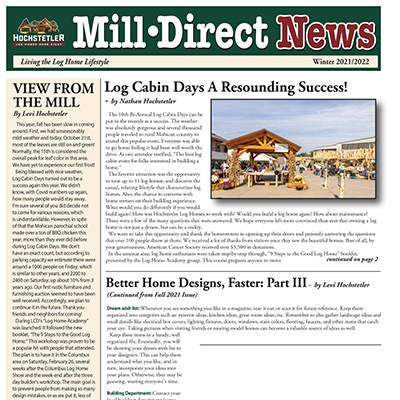 HOCHSTETLER
LOG HOMES DONE RIGHT
Mill•Direct News
Living the Log Home Lifestyle
Winter 2021/2022
VIEW FROM
THE MILL
By Levi Hochstetler
This year, fall has been slow in coming
around. First, we had unseasonably
mild weather and today, October 21st,
most of the leaves are still on and green!
Normally, the 15th is considered the
overall peak for leaf color in this area.
We have yet to experience our first frost!
Being blessed with nice weather,
Log Cabin Days turned out to be a
success again this year. We didn't
know, with Covid numbers up again,
how many people would stay away.
I'm sure several of you did decide not
to come for various reasons, which
is understandable. However, in spite
of that the Mohican parochial school
made over a ton of BBQ chicken this
year, more than they ever did before
during Log Cabin Days. We don't
have an exact count, but according to
parking capacity we estimate there were
around 1000 people on Friday, which
is similar to other years, and 2200 to
2400 on Saturday, up about 10% from 3
years ago. Our first rustic furniture and
clothing auction seemed to have been
well received. Accordingly, we plan to
continue it in the future. Thank you
friends and neighbors for coming!
During LCD's "Log Home Academy"
was launched. It followed the new
booklet, "The 9 Steps to the Good Log
Home." This workshop was proven to be
a popular hit with people that attended.
The plan is to have it in the Columbus
area on Saturday, February 26, several
weeks after the Columbus Log Home
Show and the week-end after the three
day builder's workshop. The main goal is
to prevent people from making so many
design mistakes, or as we put it, less of
Log Cabin Days A Resounding Success!
- by Nathan Hochstetler
The 10th Bi-Annual Log Cabin Days can be
put in the records as a success. The weather
was absolutely gorgeous and several thousand
people traveled to rural Mohican country to
attend this popular event. Everyone was able
to go home feeling it had been well worth the
drive. As one attendee testified, "The best log
cabin event for folks interested in building a
home."
The favorite attraction was the opportunity
to tour up to 11 log homes, and discover the
casual, relaxing lifestyle that characterizes log
homes. Also, the chance to converse with
home owners on their building experience.
What would you do differently if you would
build again? How was Hochstetler Log Homes to work with? Would you build a log home again? How about maintenance?
These were a few of the many questions that were answered. We hope everyone left more convinced than ever that owning a log
home is not just a dream, but can be a reality.
We want to take this opportunity and thank the homeowners in opening up their doors and patiently answering the questions
that over 100 people threw at them. We received a lot of thanks from visitors once they saw the beautiful homes. Best of all, by
your generousness, American Cancer Society received over $3,000 in donations.
In the seminar area, log home enthusiasts were taken step-by-step through, "9 Steps to the Good Log Home" booklet,
presented by the Log Home Academy group. This course prepares anyone to more
continued on page 2
Better Home Designs, Faster: Part III - by Levi Hochstetler
(Continued from Fall 2021 Issue)
Dream wish list: Whenever you see something you like in a magazine, tear it out or scan it for future reference. Keep them
organized into categories such as exterior ideas, kitchen ideas, great room ideas, etc. Remember to also gather landscape ideas and
small details like electrical box covers, lighting fixtures, doors, windows, stain colors, flooring, faucets, and other items that catch
your eye. Taking pictures when visiting friends or touring model homes can become a valuable source of ideas as well.
Keep these items in a handy, well
organized file. Eventually, you will
be showing your dream wish list to
your designers. This can help them
understand what you like, and in
turn, incorporate your ideas into
your plans. Otherwise, they may be
guessing, wasting everyone's time.
Building Department: Contact your